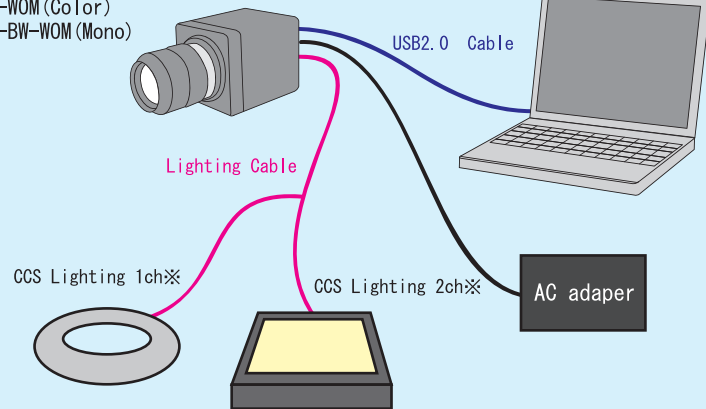 -WOM(Color)
-BW-WOM(Mono)
USB2.0 Cable
Lighting Cable
CCS Lighting 1ch※
CCS Lighting 2ch※
AC adaper